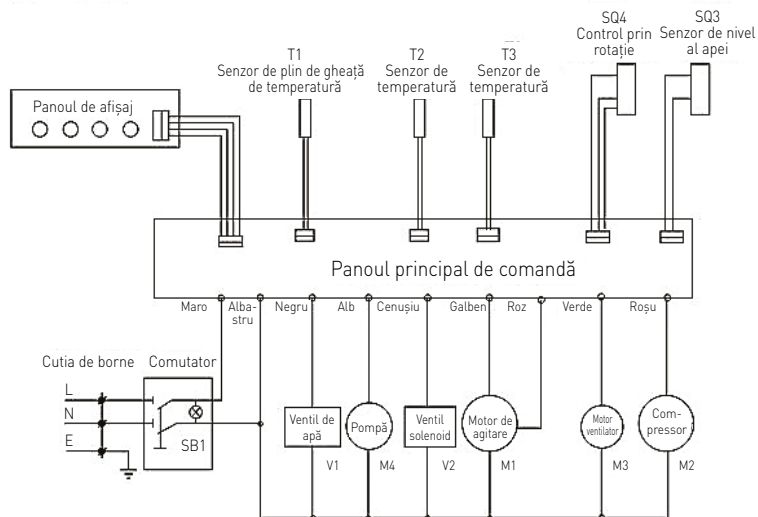 SQ4
Control prin
rotație
SQ3
Senzor de nivel
al apei
T1
Senzor de plin de gheață
de temperatură
T2
Senzor de
temperatură
T3
Senzor de
temperatură
Panoul de afișaj
Panoul principal de comandă
Maro
Alba-
stru
Negru
Alb
Cenușiu
Galben
Roz
Verde
Roșu
Cutia de borne
Comutator
L
N
E
SB1
Ventil de
apă
V1
Pompă
M4
Ventil
solenoid
V2
Motor de
agitare
M1
Motor
ventilator
M3
Com-
presor
M2